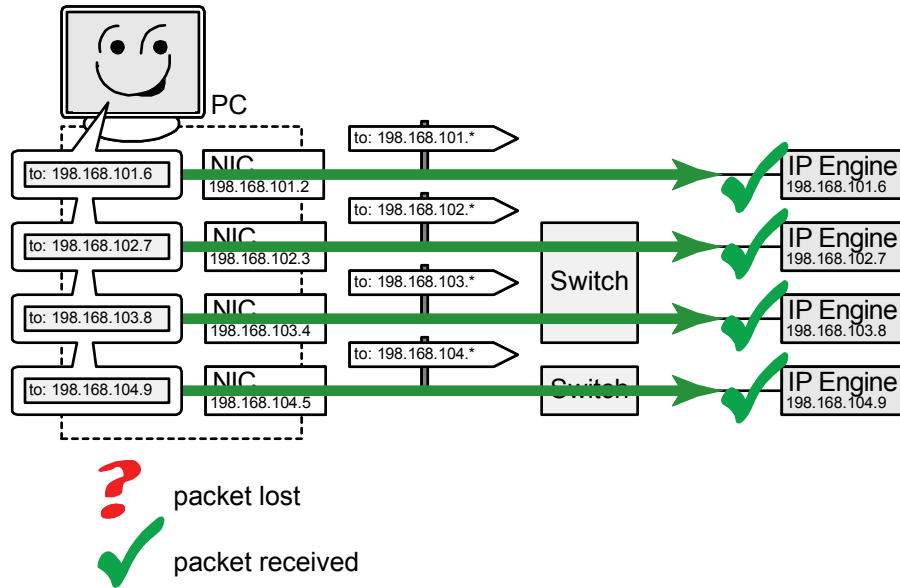 PC
to: 198.168.101.*
to: 198.168.101.6
NIC
198.168.101.2
IP Engine
198.168.101.6
to: 198.168.102.*
to: 198.168.102.7
NIC
198.168.102.3
Switch
IP Engine
198.168.102.7
to: 198.168.103.*
to: 198.168.103.8
NIC
198.168.103.4
IP Engine
198.168.103.8
to: 198.168.104.*
to: 198.168.104.9
NIC
198.168.104.5
Switch
IP Engine
198.168.104.9
packet lost
packet received